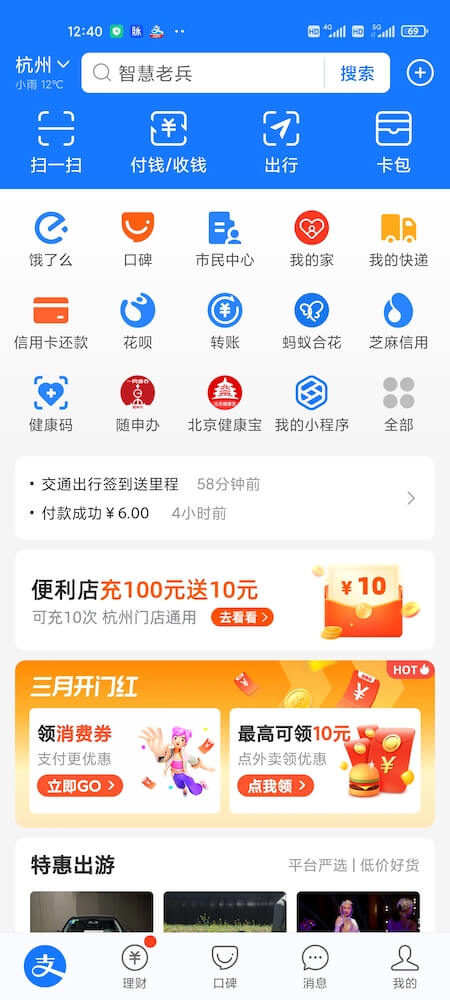 12:40
脉
支
HD 4G
HD 5G
69
杭州
小雨 12℃
智慧老兵
搜索
扫一扫
付钱/收钱
出行
卡包
饿了么
口碑
市民中心
我的家
我的快递
信用卡还款
花呗
转账
蚂蚁合花
芝麻信用
健康码
随申办
北京健康宝
我的小程序
全部
• 交通出行签到送里程 58分钟前
• 付款成功￥6.00 4小时前
便利店充100元送10元
可充10次 杭州门店通用
去看看
¥10
三月开门红
HOT
领消费券
支付更优惠
立即GO
最高可领10元
点外卖领优惠
点我领
特惠出游
平台严选 | 低价好货
支
理财
口碑
消息
我的